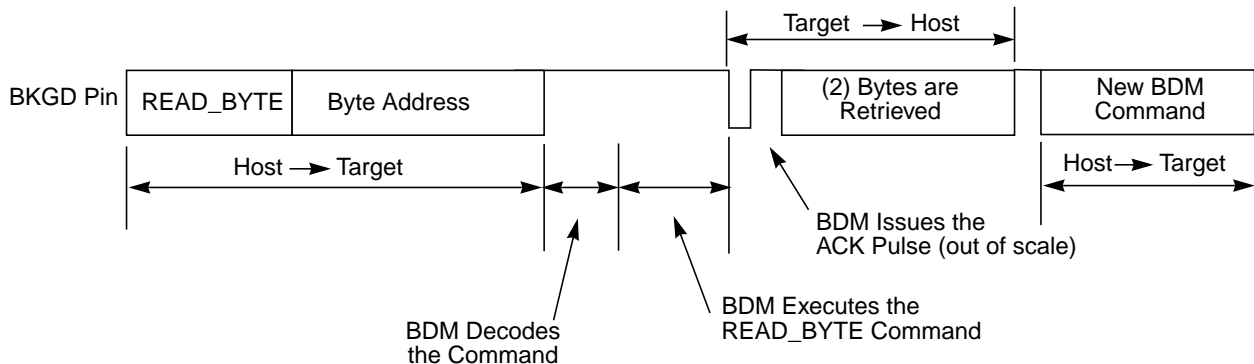 Target → Host
BKGD Pin
READ_BYTE
Byte Address
(2) Bytes are
Retrieved
New BDM
Command
Host → Target
Host → Target
BDM Issues the
ACK Pulse (out of scale)
BDM Decodes
the Command
BDM Executes the
READ_BYTE Command